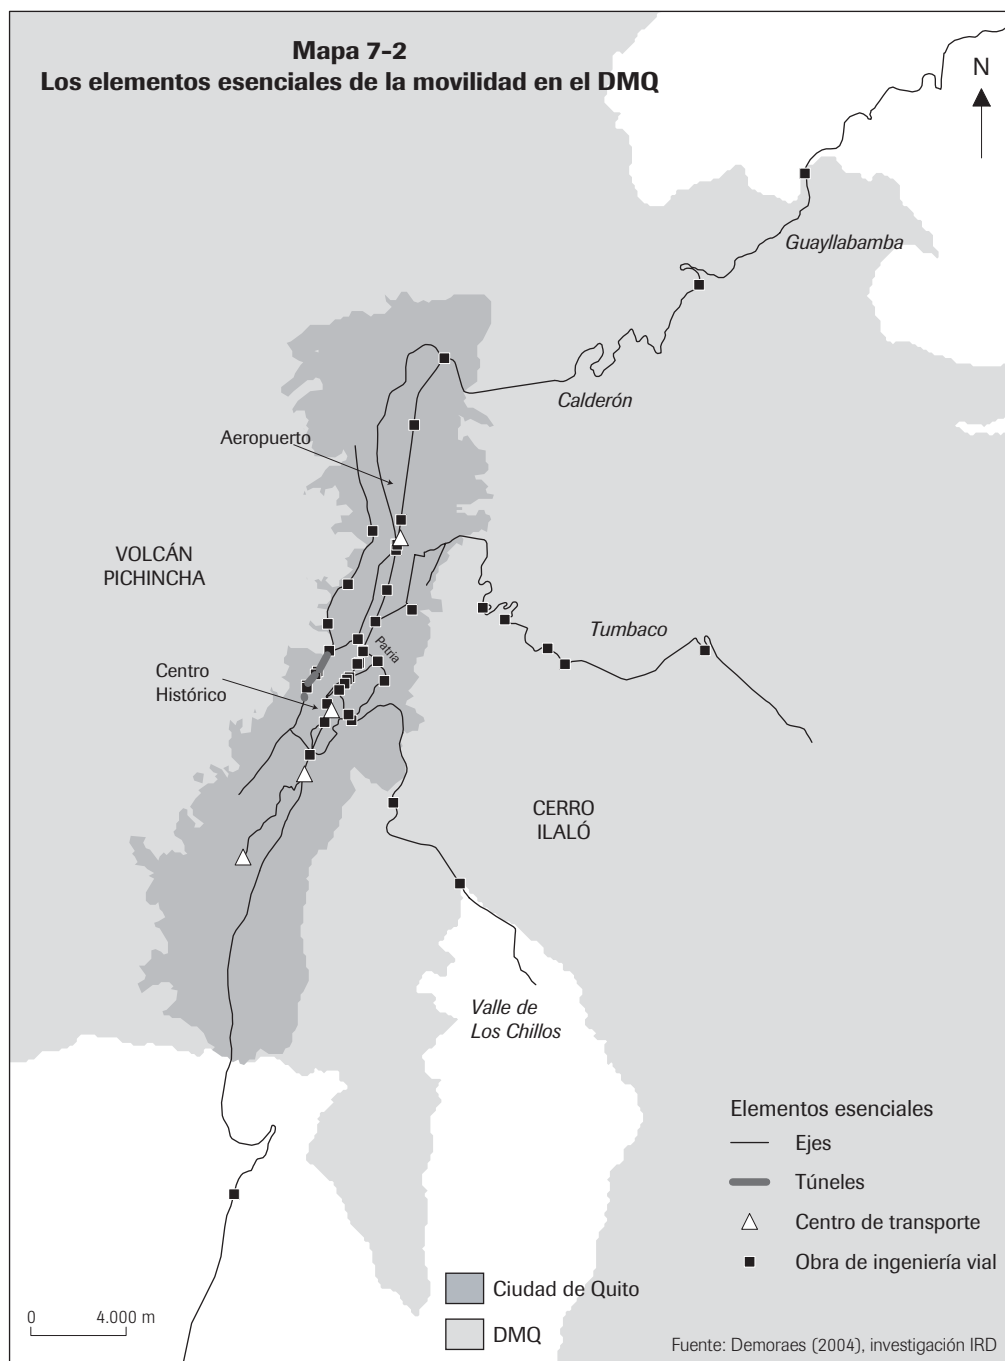 Mapa 7-2
Los elementos esenciales de la movilidad en el DMQ
N
Guayllabamba
Calderón
Aeropuerto
VOLCÁN
PICHINCHA
Tumbaco
Patria
Centro
Histórico
CERRO
ILALÓ
Valle de
Los Chillos
Elementos esenciales
Ejes
Túneles
Centro de transporte
Obra de ingeniería vial
Ciudad de Quito
DMQ
0 4.000 m
Fuente: Demoraes (2004), investigación IRD